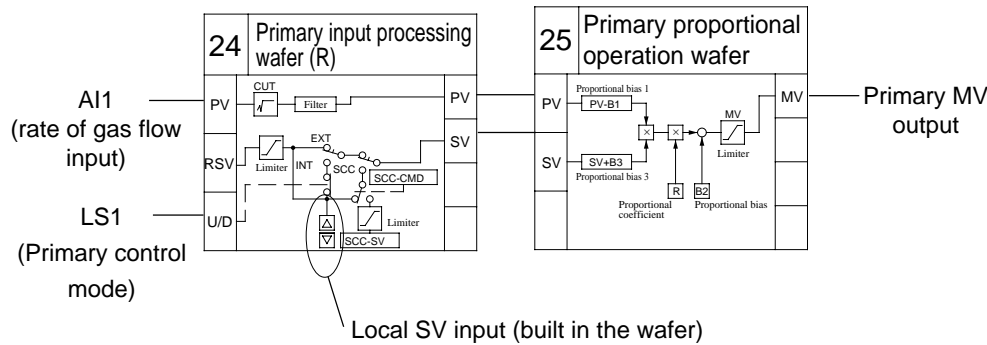 24
Primary input processing
wafer (R)
25
Primary proportional
operation wafer
AI1
(rate of gas flow
input)
LS1
(Primary control
mode)
PV
RSV
U/D
CUT
√
Filter
Limiter
EXT
INT
SCC
SCC-CMD
Limiter
△
▽
SCC-SV
PV
SV
PV
SV
Proportional bias 1
PV-B1
SV+B3
Proportional bias 3
×
×
MV
Limiter
R
B2
Proportional
coefficient
Proportional bias
MV
Primary MV
output
Local SV input (built in the wafer)